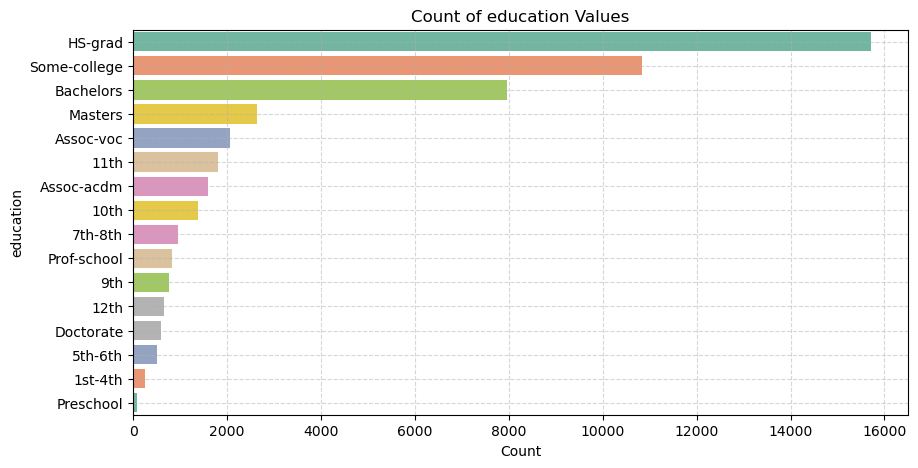 Count of education Values
education
HS-grad
Some-college
Bachelors
Masters
Assoc-voc
11th
Assoc-acdm
10th
7th-8th
Prof-school
9th
12th
Doctorate
5th-6th
1st-4th
Preschool
0 2000 4000 6000 8000 10000 12000 14000 16000
Count